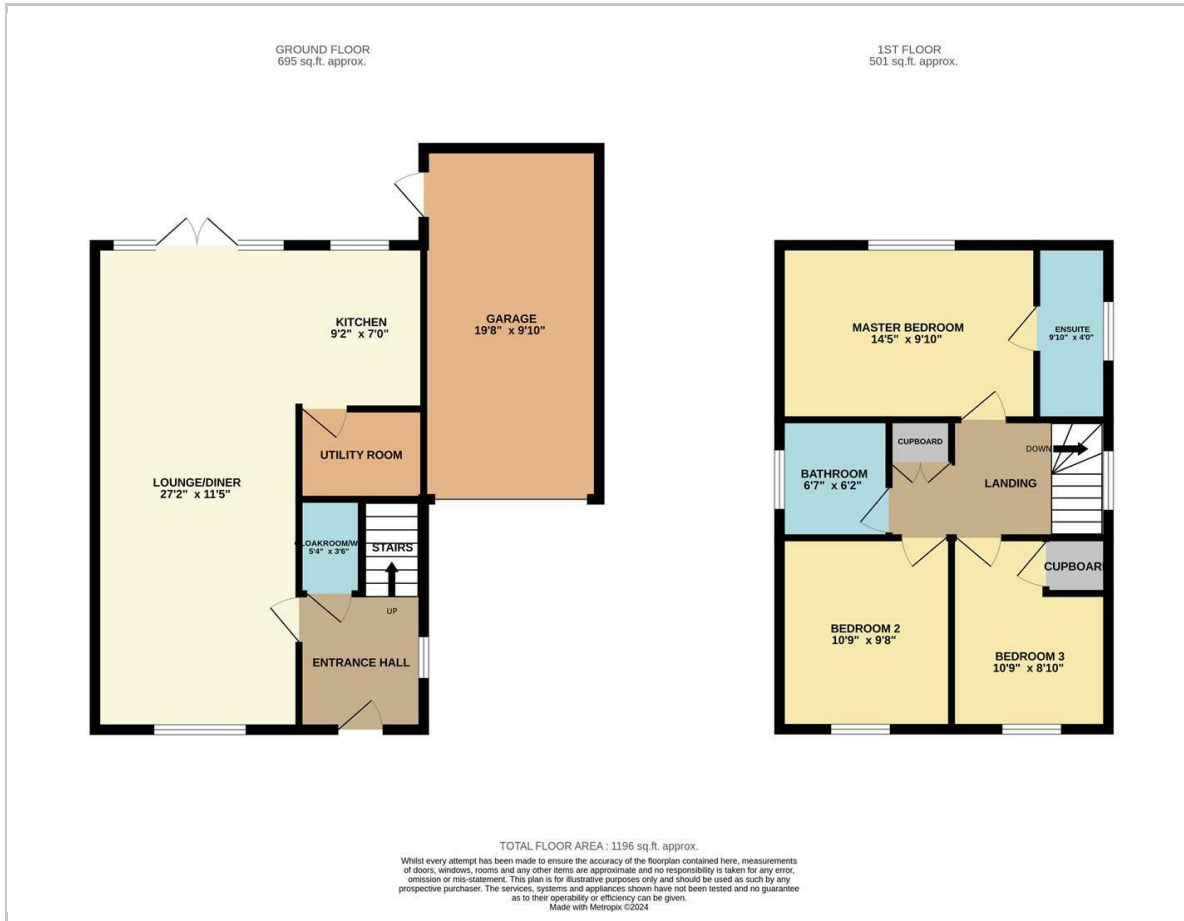 GROUND FLOOR
695 sq.ft. approx.
KITCHEN
9'2" x 7'0"
GARAGE
19'8" x 9'10"
UTILITY ROOM
LOUNGE/DINER
27'2" x 11'5"
LOAKROOM/W
5'4" x 3'6"
STAIRS
UP
ENTRANCE HALL
1ST FLOOR
501 sq.ft. approx.
MASTER BEDROOM
14'5" x 9'10"
ENSUITE
9'10" x 4'0"
CUPBOARD
DOWN
BATHROOM
6'7" x 6'2"
LANDING
CUPBOAR
BEDROOM 2
10'9" x 9'8"
BEDROOM 3
10'9" x 8'10"
TOTAL FLOOR AREA : 1196 sq.ft. approx.
Whilst every attempt has been made to ensure the accuracy of the floorplan contained here, measurements
of doors, windows, rooms and any other items are approximate and no responsibility is taken for any error,
omission or mis-statement. This plan is for illustrative purposes only and should be used as such by any
prospective purchaser. The services, systems and appliances shown have not been tested and no guarantee
as to their operability or efficiency can be given.
Made with Metropix ©2024